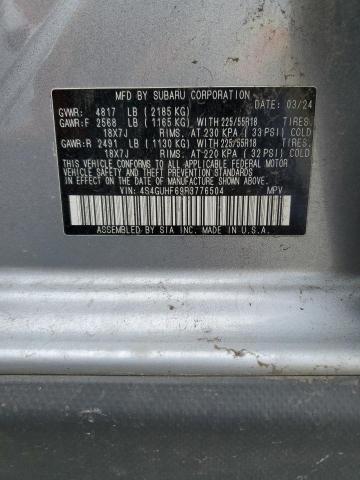 MFD BY SUBARU CORPORATION
DATE: 03/24
GVWR: 4817 LB (2185 KG)
GAWR:F 2568 LB (1165 KG), WITH 225/55R18 TIRES.
18X7J RIMS. AT 230 KPA (33 PSI) COLD
GAWR:R 2491 LB (1130 KG), WITH 225/55R18 TIRES.
18X7J RIMS. AT 220 KPA (32 PSI) COLD
THIS VEHICLE CONFORMS TO ALL APPLICABLE FEDERAL MOTOR
VEHICLE SAFETY, BUMPER, AND THEFT PREVENTION STANDARDS
IN EFFECT ON THE DATE OF MANUFACTURE SHOWN ABOVE.
VIN: 4S4GUHF69R3776504 MPV
ASSEMBLED BY SIA INC. MADE IN U.S.A.